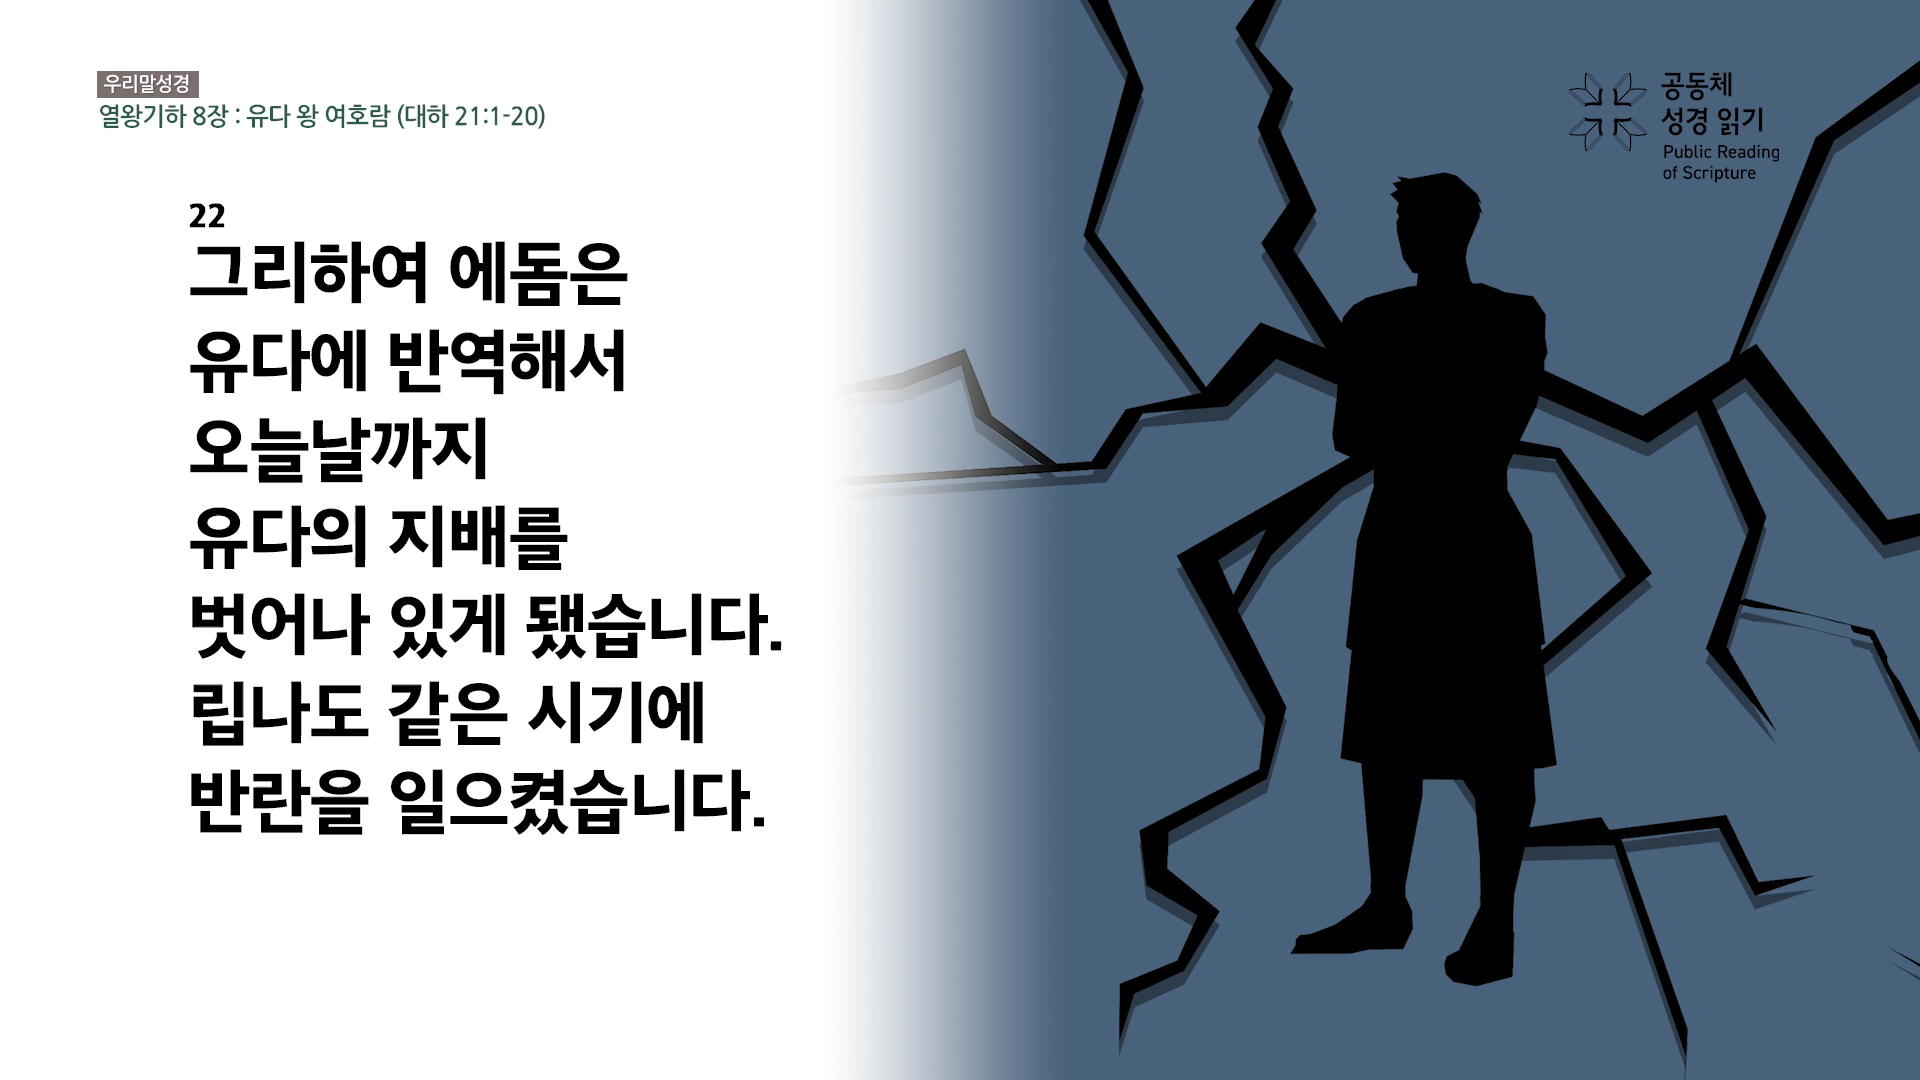 우리말성경
열왕기하 8장 : 유다 왕 여호람 (대하 21:1-20)
22
그리하여 에돔은
유다에 반역해서
오늘날까지
유다의 지배를
벗어나 있게 됐습니다.
립나도 같은 시기에
반란을 일으켰습니다.
공동체
성경 읽기
Public Reading
of Scripture